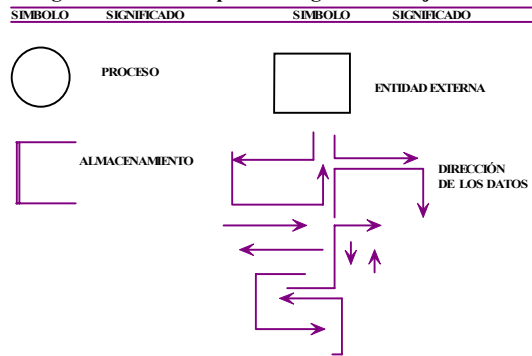 SIMBOLO SIGNIFICADO SIMBOLO SIGNIFICADO
PROCESO
ENTIDAD EXTERNA
ALMACENAMIENTO
DIRECCIÓN
DE LOS DATOS